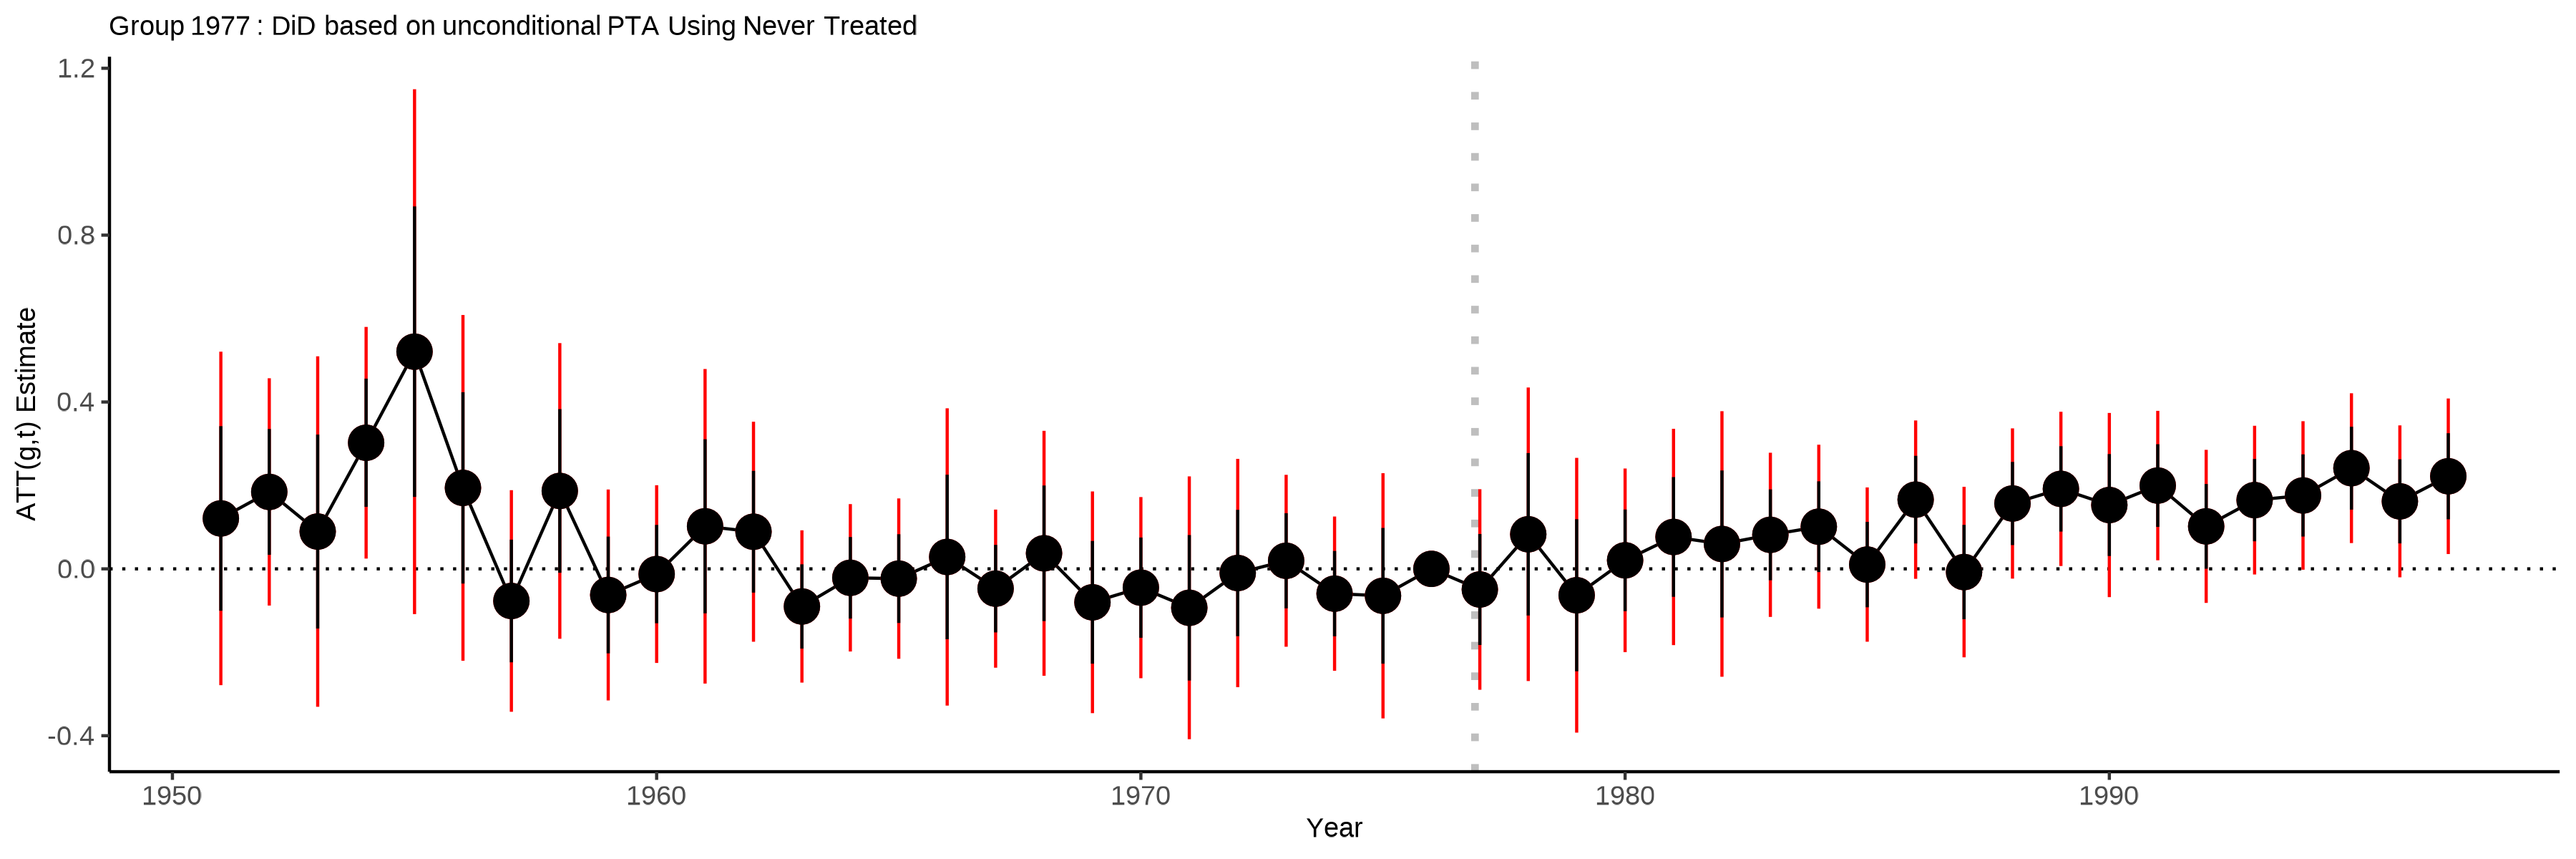 Group 1977 : DiD based on unconditional PTA Using Never Treated
1.2
0.8
0.4
0.0
-0.4
ATT(g,t) Estimate
1950 1960 1970 1980 1990
Year